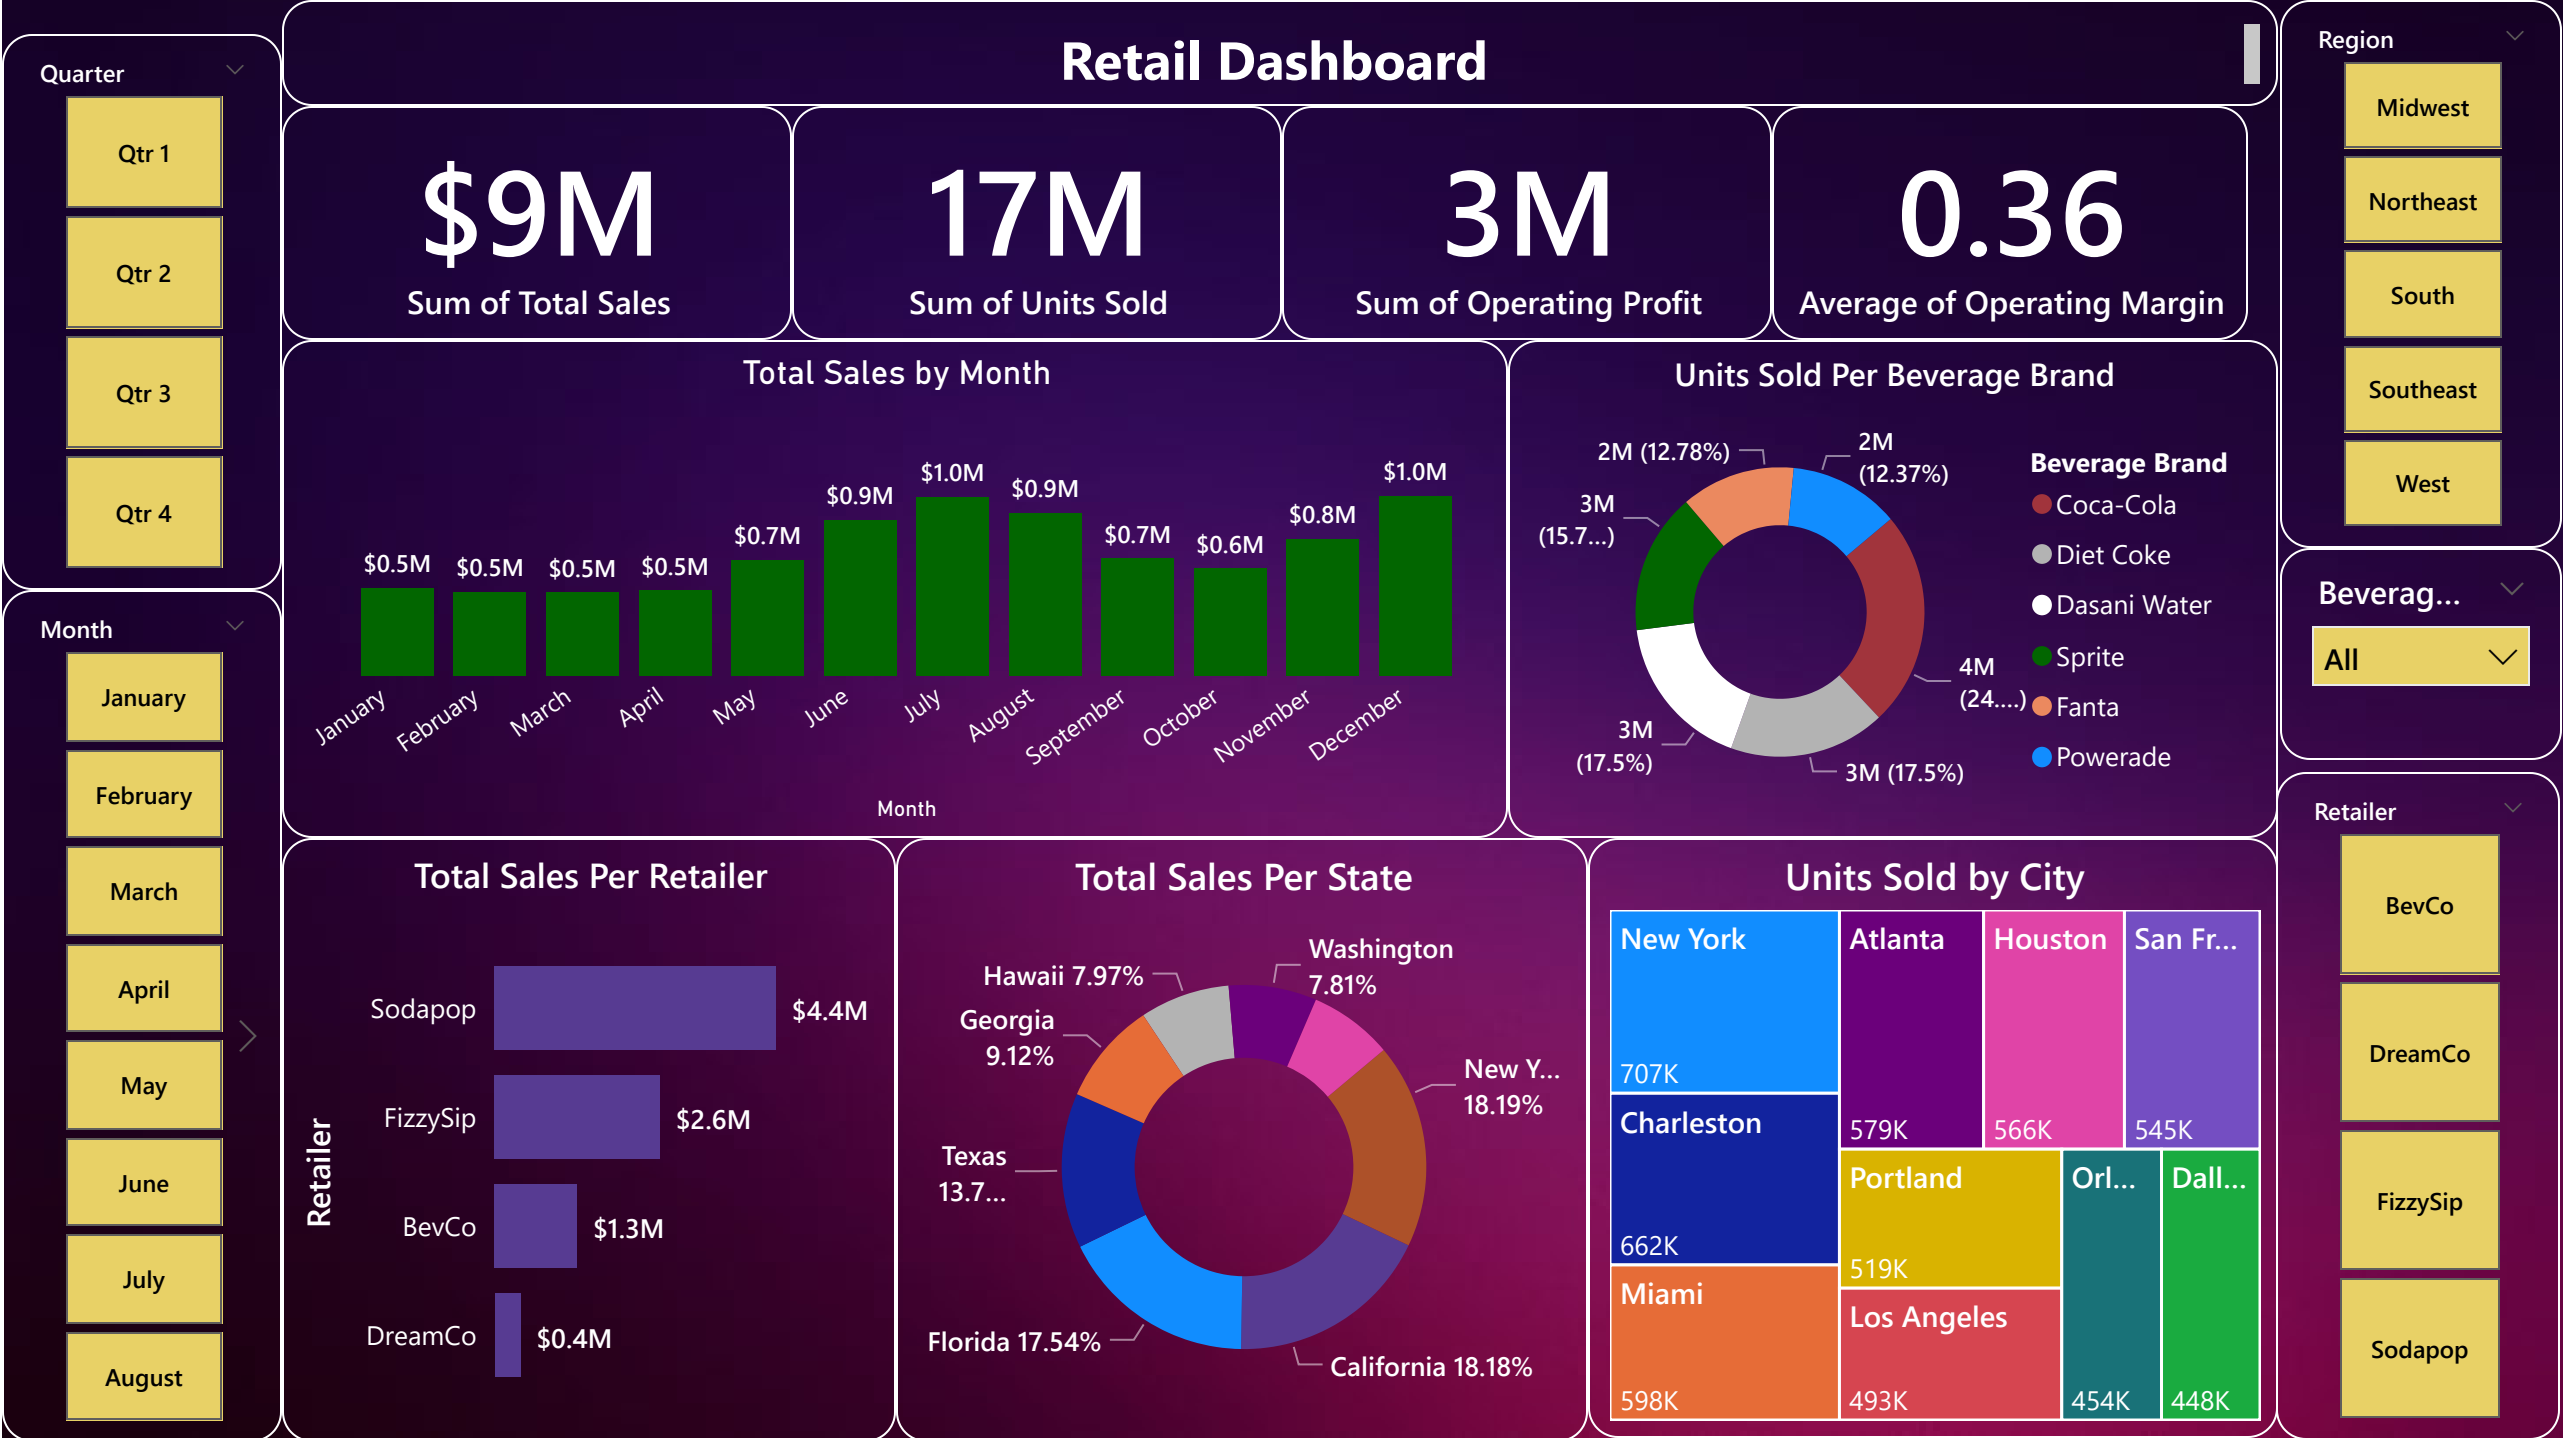 Retail Dashboard
Quarter
Qtr 1
Qtr 2
Qtr 3
Qtr 4
Month
January
February
March
April
May
June
July
August
$9M
Sum of Total Sales
17M
Sum of Units Sold
3M
Sum of Operating Profit
0.36
Average of Operating Margin
Total Sales by Month
$0.5M
$0.5M
$0.5M
$0.5M
$0.7M
$0.9M
$1.0M
$0.9M
$0.7M
$0.6M
$0.8M
$1.0M
January
February
March
April
May
June
July
August
September
October
November
December
Month
Units Sold Per Beverage Brand
2M (12.78%)
2M
(12.37%)
3M
(15.7...)
4M
(24....)
3M
(17.5%)
3M (17.5%)
Beverage Brand
Coca-Cola
Diet Coke
Dasani Water
Sprite
Fanta
Powerade
Total Sales Per Retailer
Retailer
Sodapop
$4.4M
FizzySip
$2.6M
BevCo
$1.3M
DreamCo
$0.4M
Total Sales Per State
Washington
7.81%
Hawaii 7.97%
Georgia
9.12%
New Y...
18.19%
Texas
13.7...
Florida 17.54%
California 18.18%
Units Sold by City
New York
707K
Charleston
662K
Miami
598K
Atlanta
579K
Houston
566K
San Fr...
545K
Portland
519K
Los Angeles
493K
Orl...
454K
Dall...
448K
Region
Midwest
Northeast
South
Southeast
West
Beverag...
All
Retailer
BevCo
DreamCo
FizzySip
Sodapop